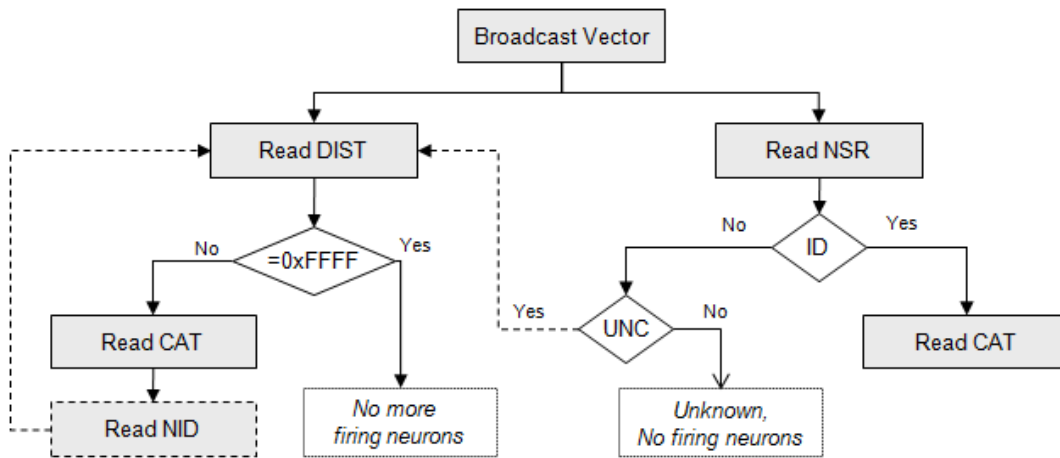 Broadcast Vector
Read DIST
Read NSR
No
Yes
=0xFFFF
No
Yes
ID
Read CAT
Yes
UNC
No
Read CAT
Read NID
No more
firing neurons
Unknown,
No firing neurons